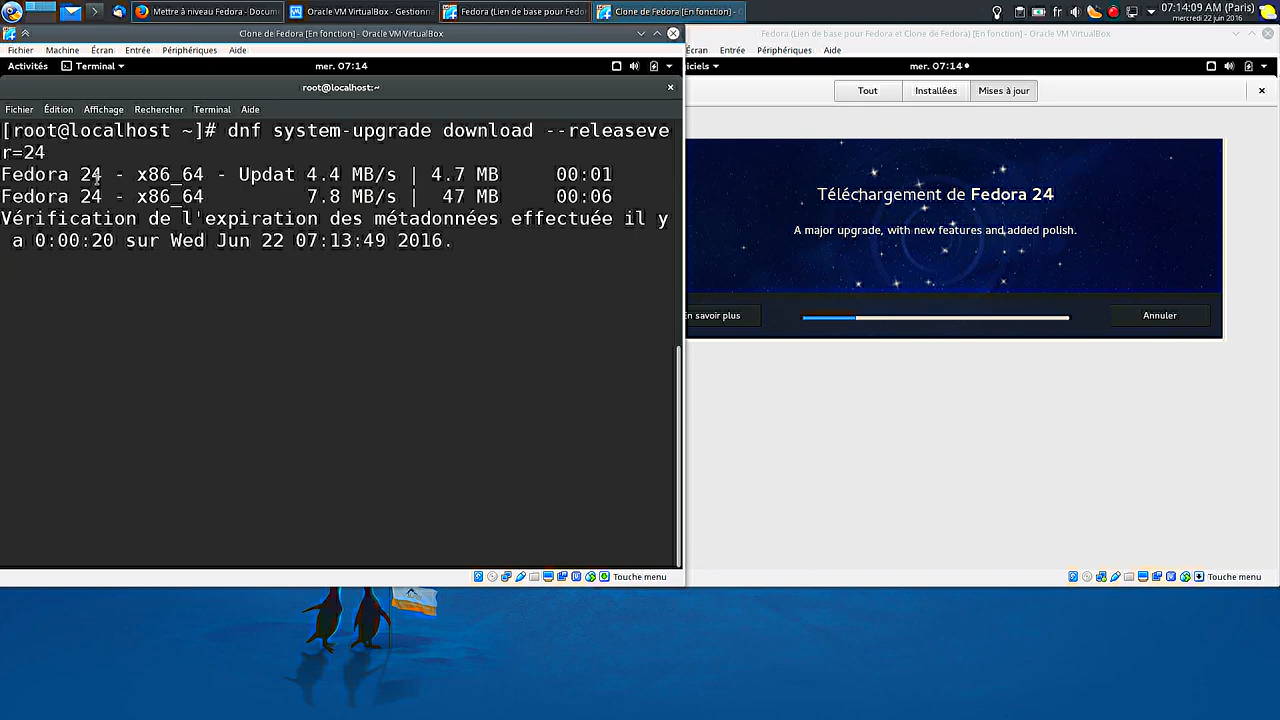 Mettre à niveau Fedora - Docum
Oracle VM VirtualBox - Gestionn
Fedora (Lien de base pour Fedo
Clone de Fedora [En fonction] - O
fr
07:14:09 AM (Paris)
mercredi 22 juin 2016
Clone de Fedora [En fonction] - Oracle VM VirtualBox
Fichier Machine Écran Entrée Périphériques Aide
Activités Terminal mer. 07:14
root@localhost:~
Fichier Édition Affichage Rechercher Terminal Aide
[root@localhost ~]# dnf system-upgrade download --releaseve
r=24
Fedora 24 - x86_64 - Updat 4.4 MB/s | 4.7 MB 00:01
Fedora 24 - x86_64 7.8 MB/s | 47 MB 00:06
Vérification de l'expiration des métadonnées effectuée il y
a 0:00:20 sur Wed Jun 22 07:13:49 2016.
Touche menu
Fedora (Lien de base pour Fedora et Clone de Fedora) [En fonction] - Oracle VM VirtualBox
Écran Entrée Périphériques Aide
iciels mer. 07:14
Tout Installées Mises à jour
Téléchargement de Fedora 24
A major upgrade, with new features and added polish.
En savoir plus Annuler
Touche menu